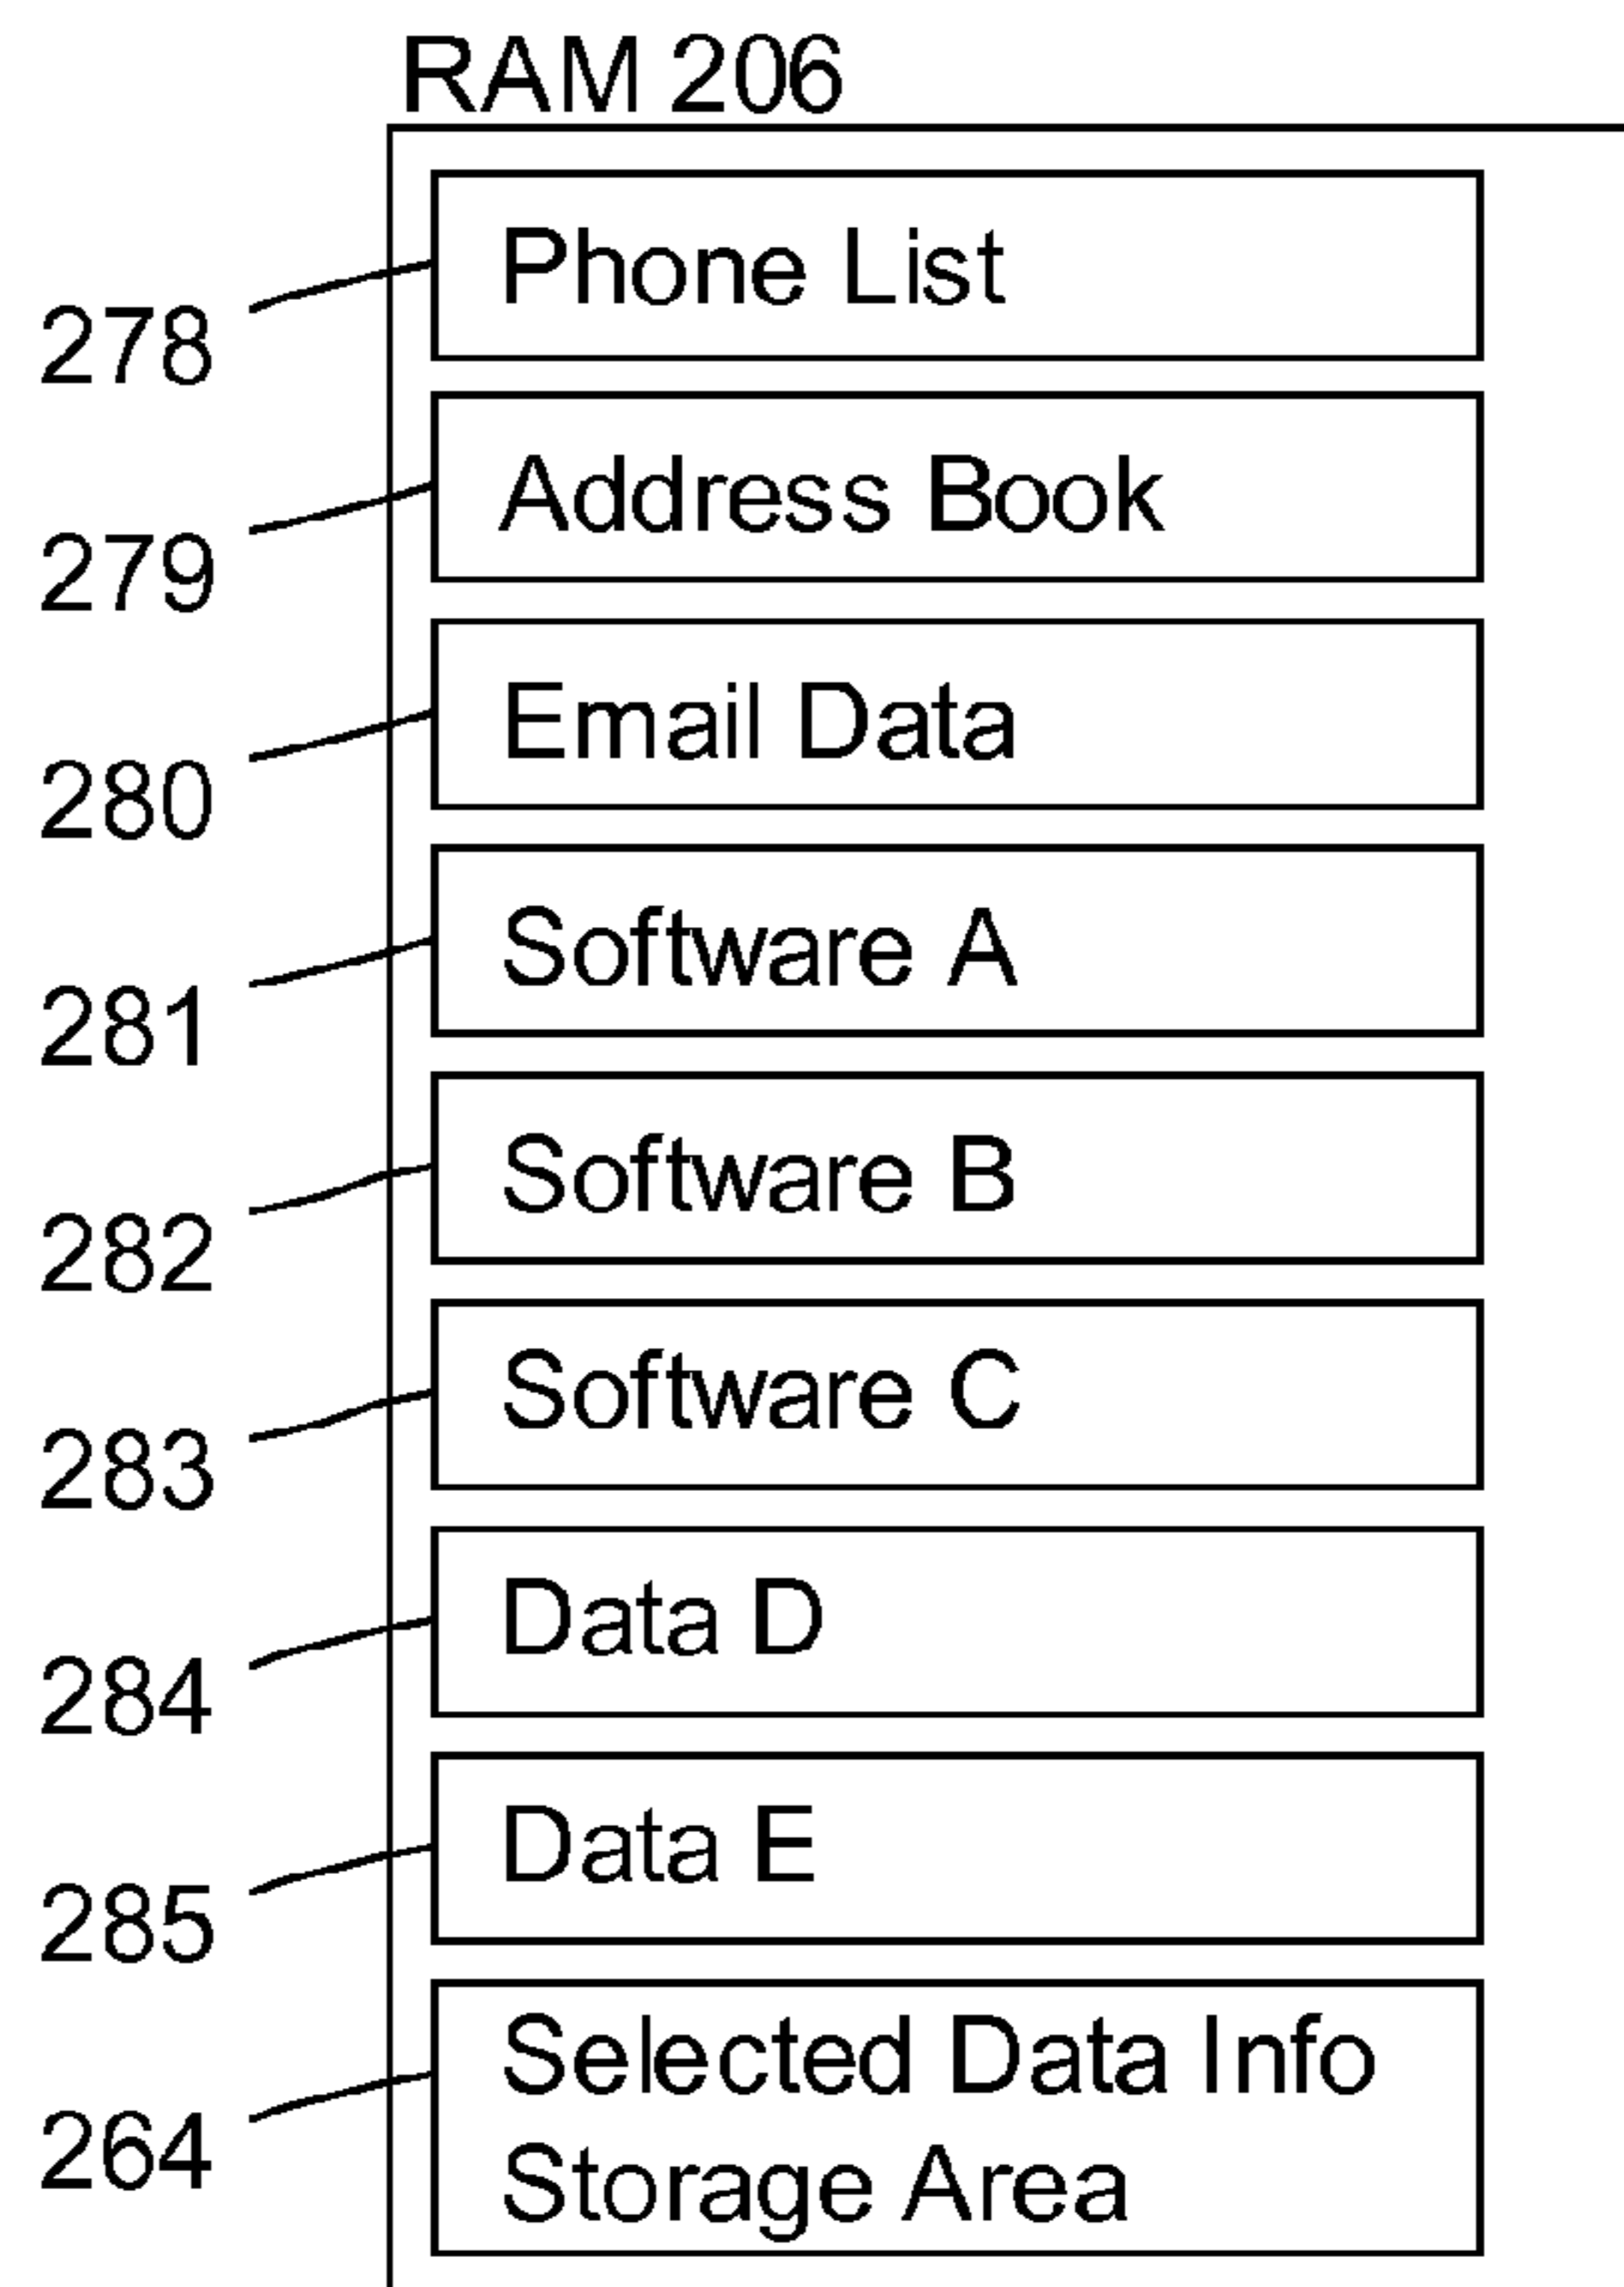 RAM 206
278 Phone List
279 Address Book
280 Email Data
281 Software A
282 Software B
283 Software C
284 Data D
285 Data E
264 Selected Data Info
Storage Area